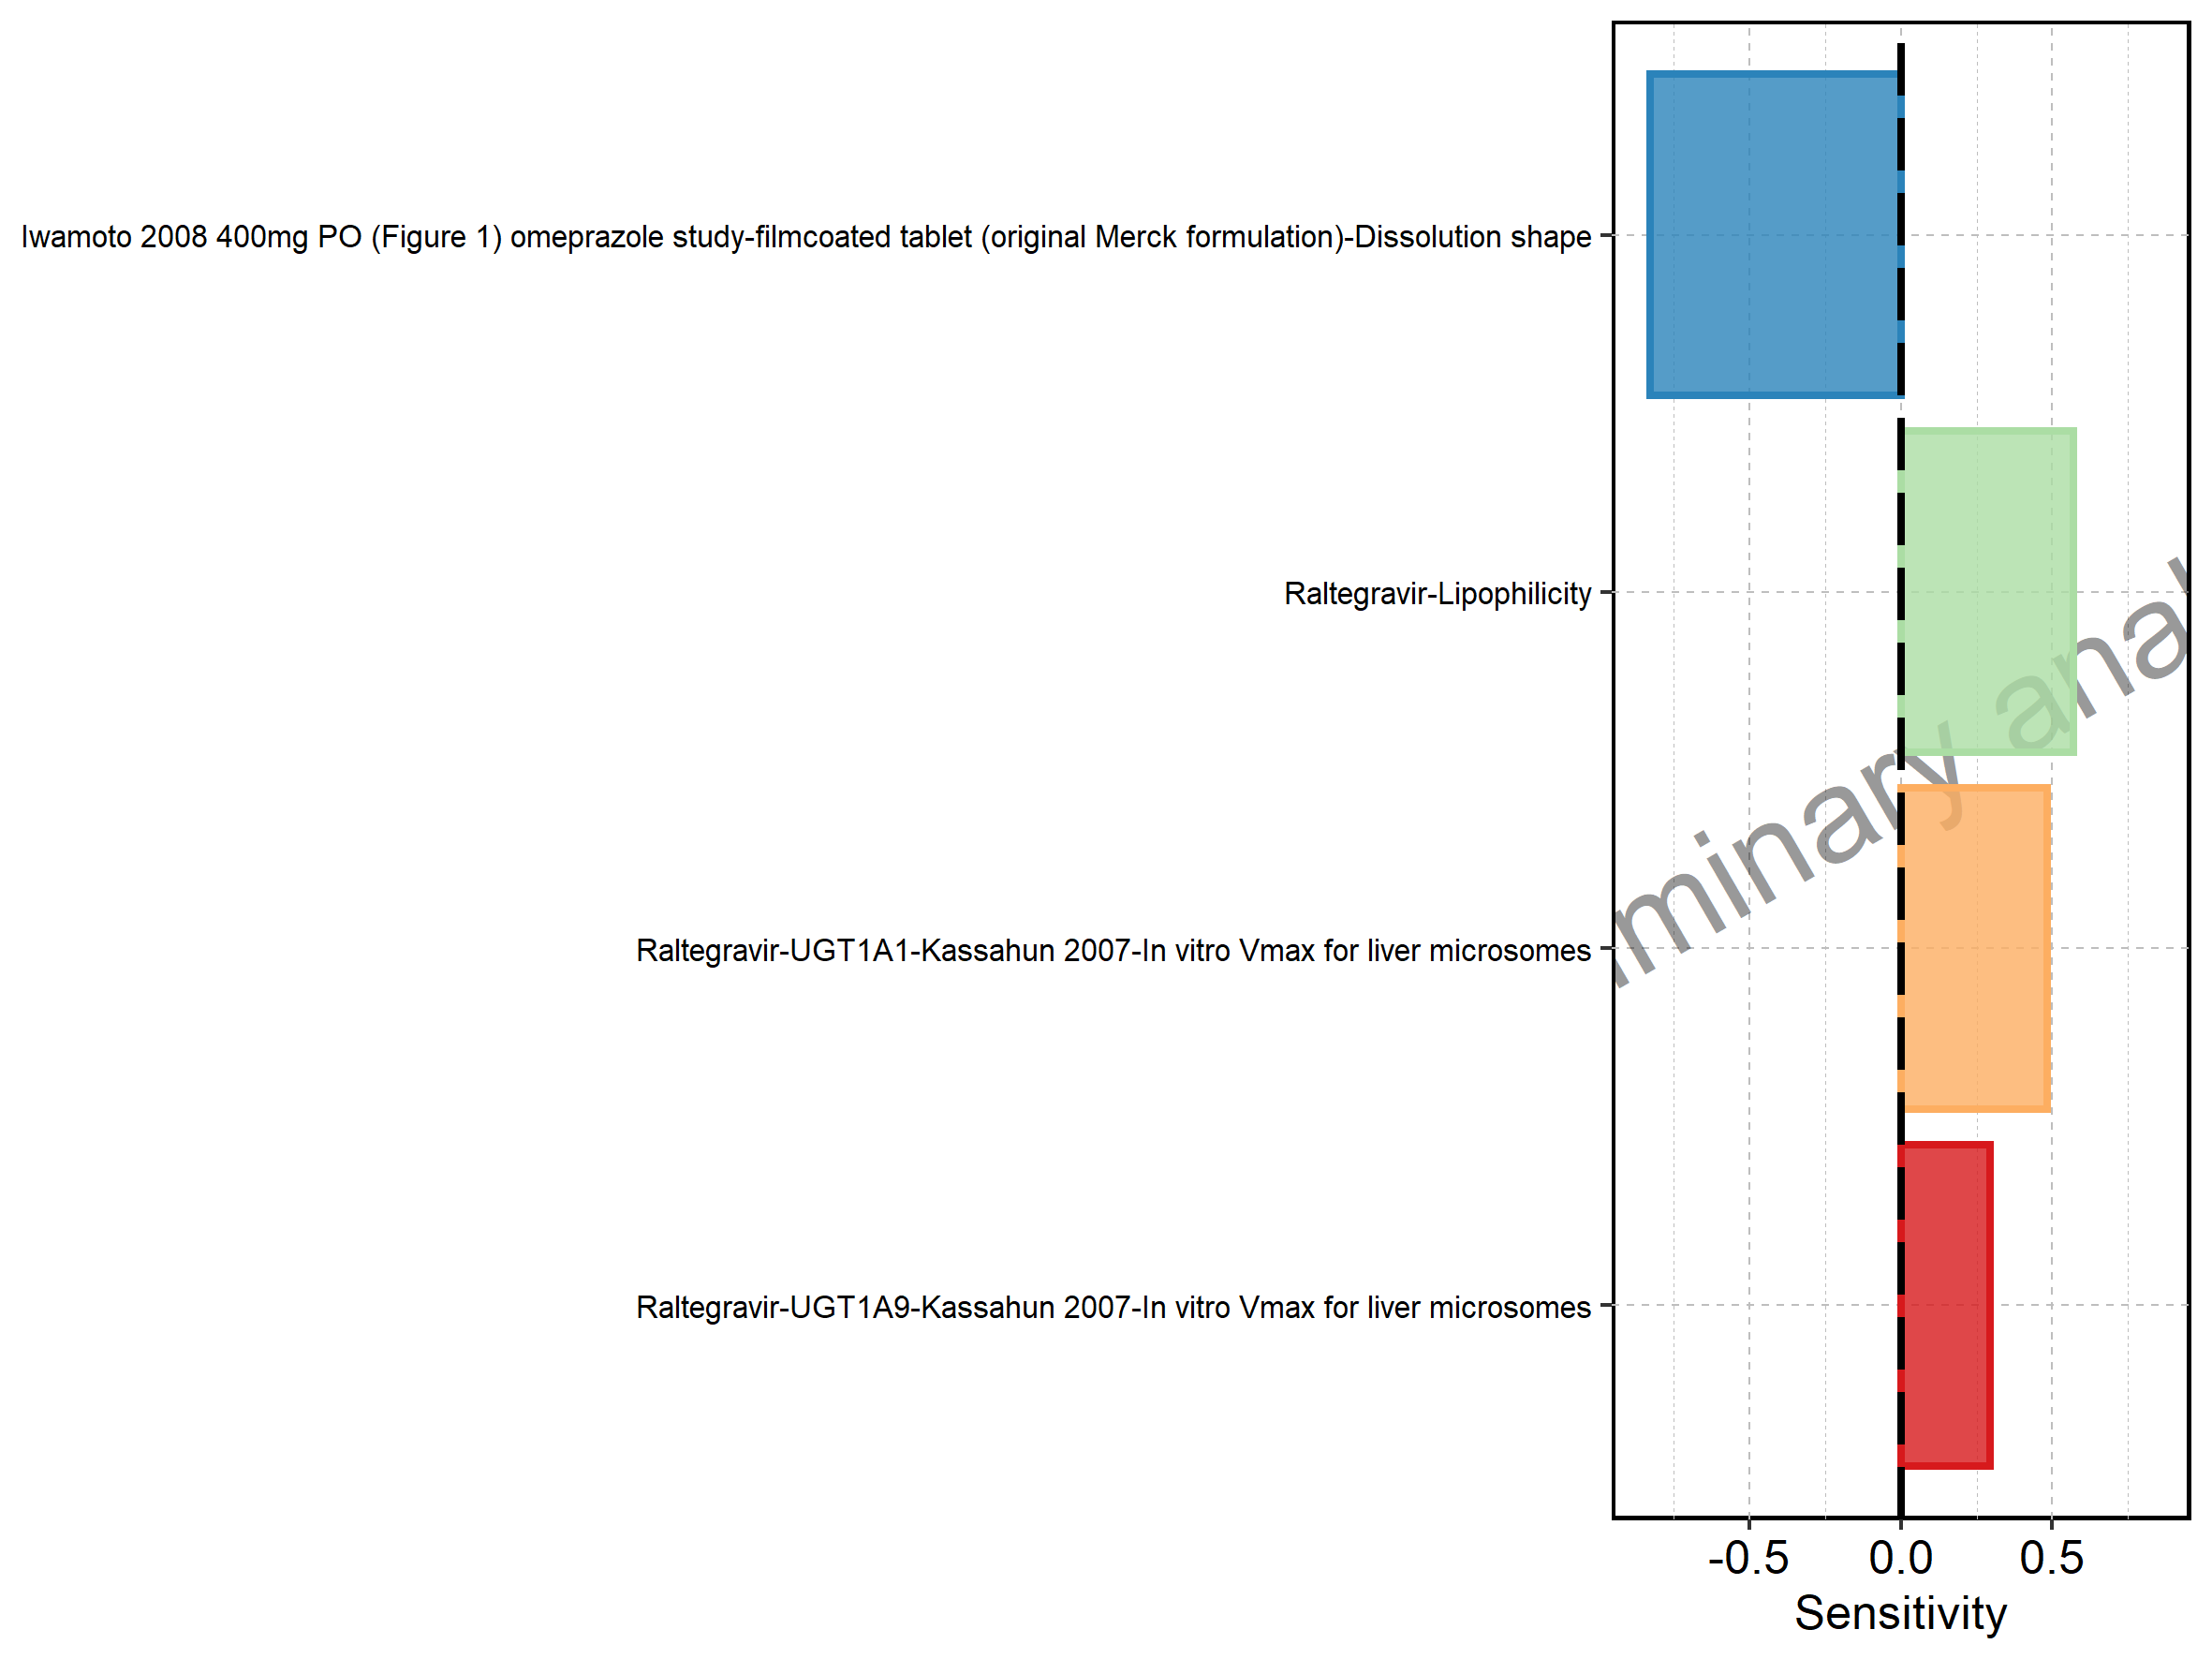 Iwamoto 2008 400mg PO (Figure 1) omeprazole study-filmcoated tablet (original Merck formulation)-Dissolution shape
Raltegravir-Lipophilicity
Raltegravir-UGT1A1-Kassahun 2007-In vitro Vmax for liver microsomes
Raltegravir-UGT1A9-Kassahun 2007-In vitro Vmax for liver microsomes
minary anal
-0.5 0.0 0.5
Sensitivity